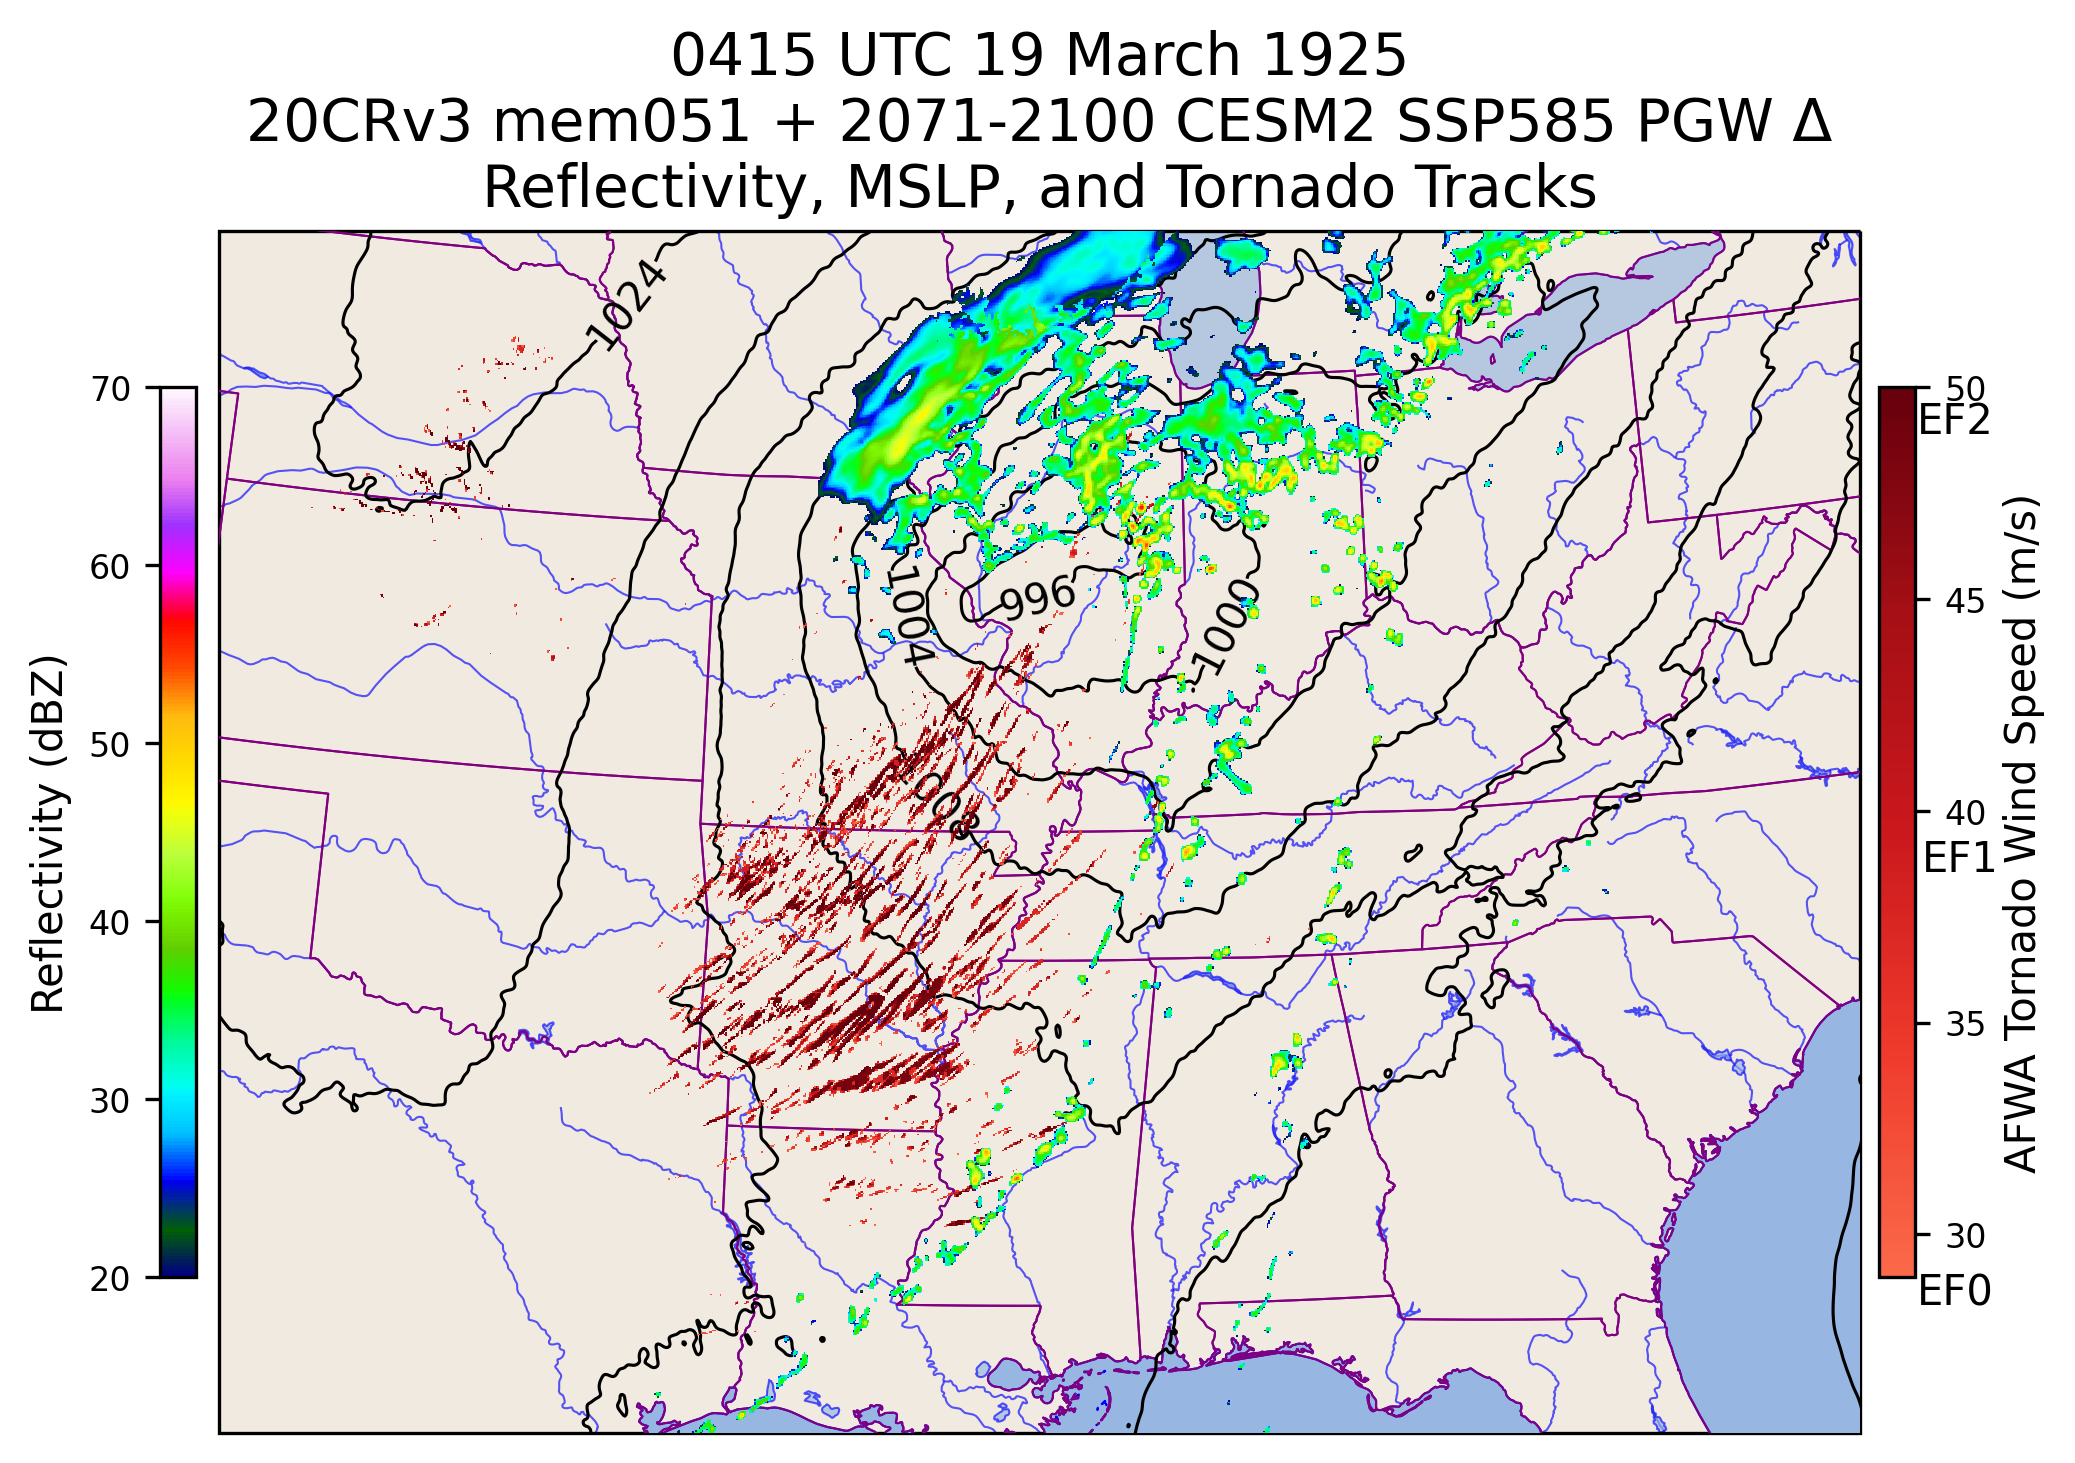 0415 UTC 19 March 1925
20CRv3 mem051 + 2071-2100 CESM2 SSP585 PGW Δ
Reflectivity, MSLP, and Tornado Tracks
Reflectivity (dBZ)
70
60
50
40
30
20
1024
1004
996
1000
1008
50
EF2
45
40
EF1
35
30
EF0
AFWA Tornado Wind Speed (m/s)